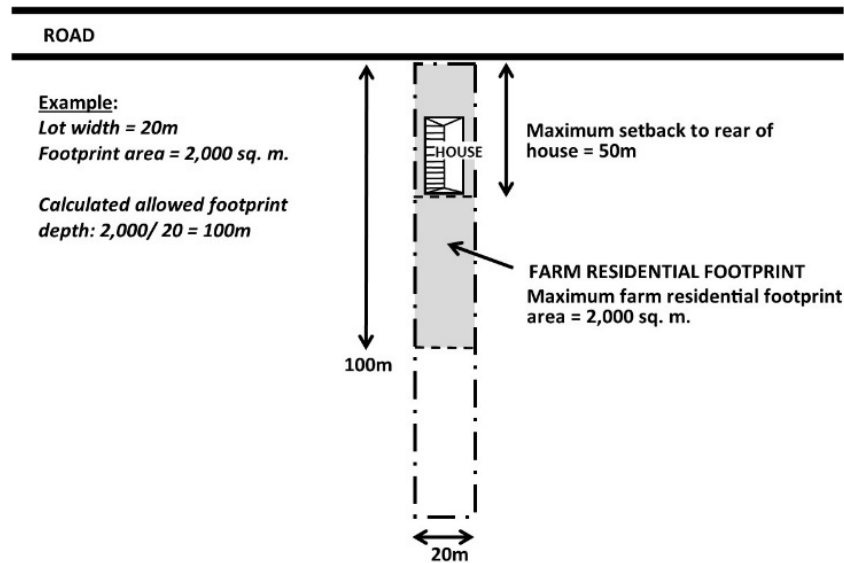 ROAD
Example:
Lot width = 20m
Footprint area = 2,000 sq. m.
Calculated allowed footprint
depth: 2,000/ 20 = 100m
HOUSE
Maximum setback to rear of
house = 50m
FARM RESIDENTIAL FOOTPRINT
Maximum farm residential footprint
area = 2,000 sq. m.
100m
20m